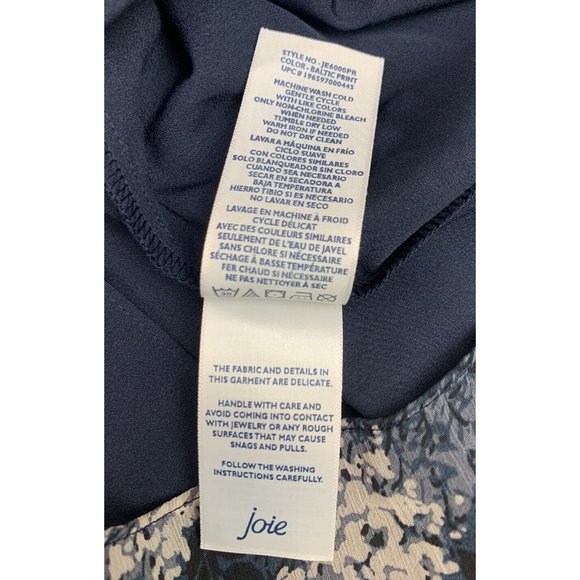 STYLE NO - JE6000PR
COLOR - BALTIC PRINT
UPC # 196597000445
MACHINE WASH COLD
GENTLE CYCLE
WITH LIKE COLORS
ONLY NON-CHLORINE BLEACH
WHEN NEEDED
TUMBLE DRY LOW
WARM IRON IF NEEDED
DO NOT DRY CLEAN
LAVAR A MÁQUINA EN FRÍO
CICLO SUAVE
CON COLORES SIMILARES
SOLO BLANQUEADOR SIN CLORO
CUANDO SEA NECESARIO
SECAR EN SECADORA A
BAJA TEMPERATURA
HIERRO TIBIO SI ES NECESARIO
NO LAVAR EN SECO
LAVAGE EN MACHINE À FROID
CYCLE DÉLICAT
AVEC DES COULEURS SIMILAIRES
SEULEMENT DE L'EAU DE JAVEL
SANS CHLORE SI NÉCESSAIRE
SÉCHAGE À BASSE TEMPÉRATURE
FER CHAUD SI NÉCESSAIRE
NE PAS NETTOYER À SEC
30
THE FABRIC AND DETAILS IN
THIS GARMENT ARE DELICATE.
HANDLE WITH CARE AND
AVOID COMING INTO CONTACT
WITH JEWELRY OR ANY ROUGH
SURFACES THAT MAY CAUSE
SNAGS AND PULLS.
FOLLOW THE WASHING
INSTRUCTIONS CAREFULLY.
joie